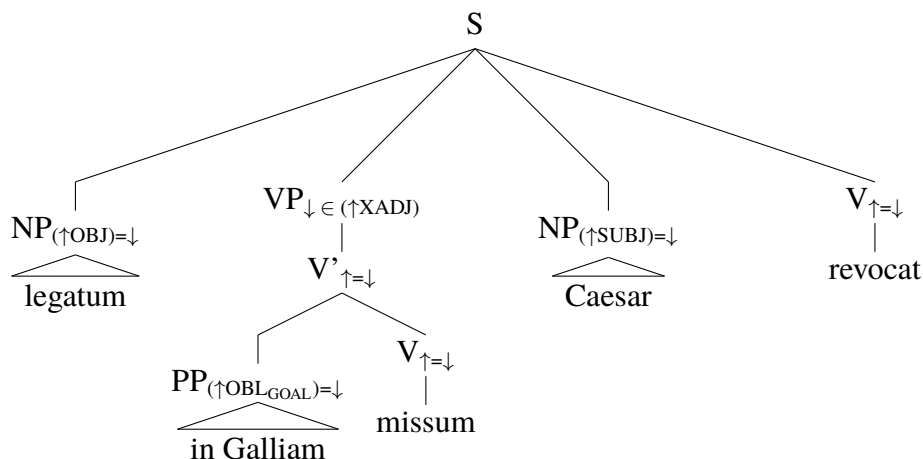 S
NP(↑OBJ)=↓ VP↓ ∈ (↑XADJ) NP(↑SUBJ)=↓ V↑=↓
legatum V’↑=↓ Caesar revocat
PP(↑OBLGOAL)=↓ V↑=↓
in Galliam missum